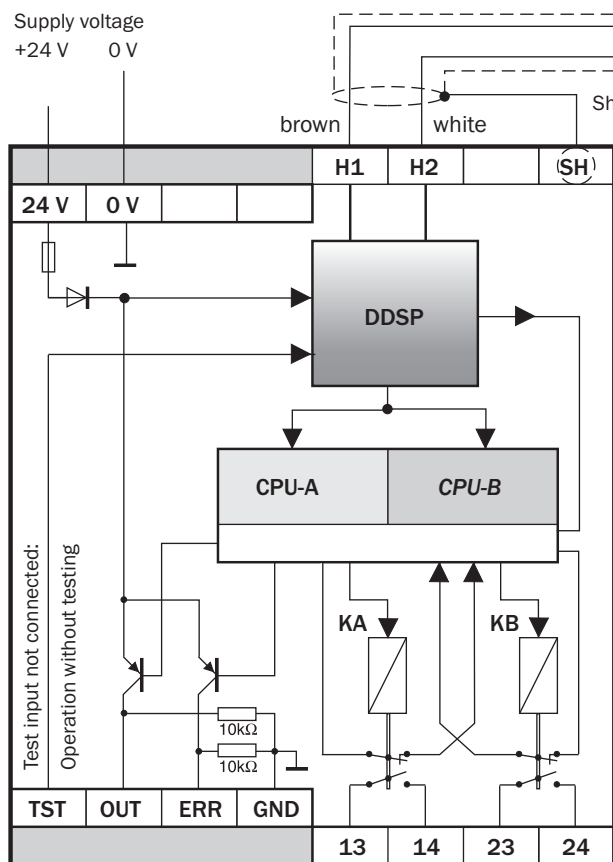 Supply voltage
+24 V 0 V
Sh
brown white
H1 H2 SH
24 V 0 V
DDSP
CPU-A CPU-B
Test input not connected:
Operation without testing
KA KB
10kΩ
10kΩ
TST OUT ERR GND
13 14 23 24